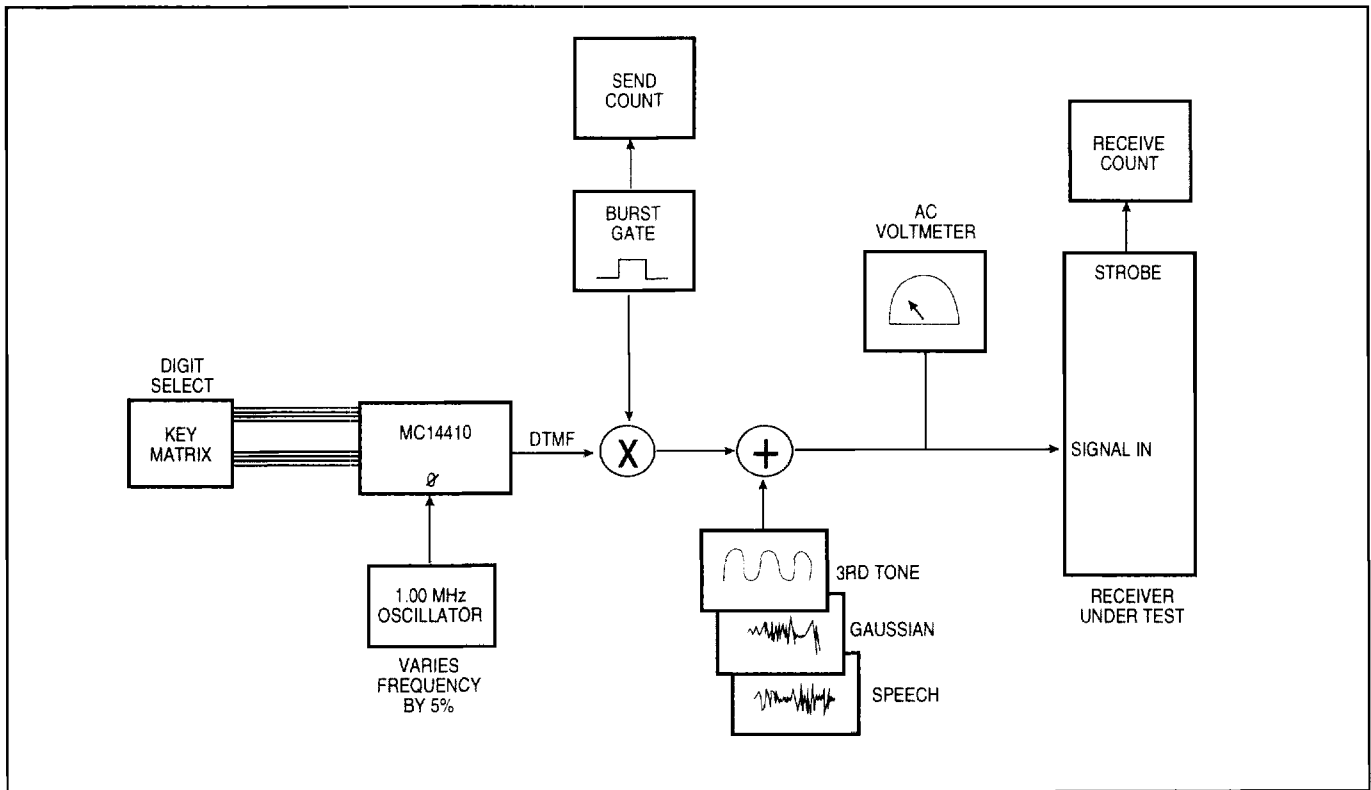 SEND
COUNT
BURST
GATE
AC
VOLTMETER
RECEIVE
COUNT
STROBE
SIGNAL IN
RECEIVER
UNDER TEST
DIGIT
SELECT
KEY
MATRIX
MC14410
ø
DTMF
X
+
1.00 MHz
OSCILLATOR
VARIES
FREQUENCY
BY 5%
3RD TONE
GAUSSIAN
SPEECH